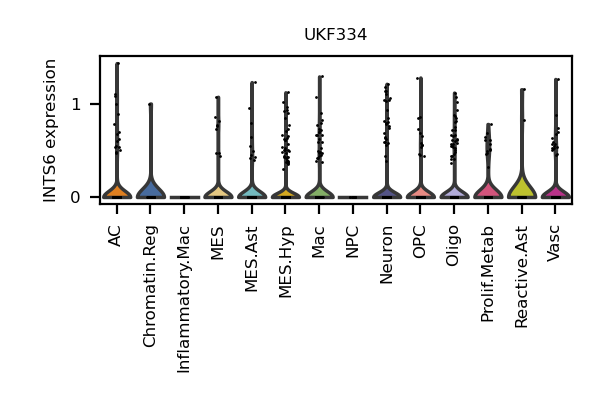 UKF334
INTS6 expression
1
0
AC
Chromatin.Reg
Inflammatory.Mac
MES
MES.Ast
MES.Hyp
Mac
NPC
Neuron
OPC
Oligo
Prolif.Metab
Reactive.Ast
Vasc